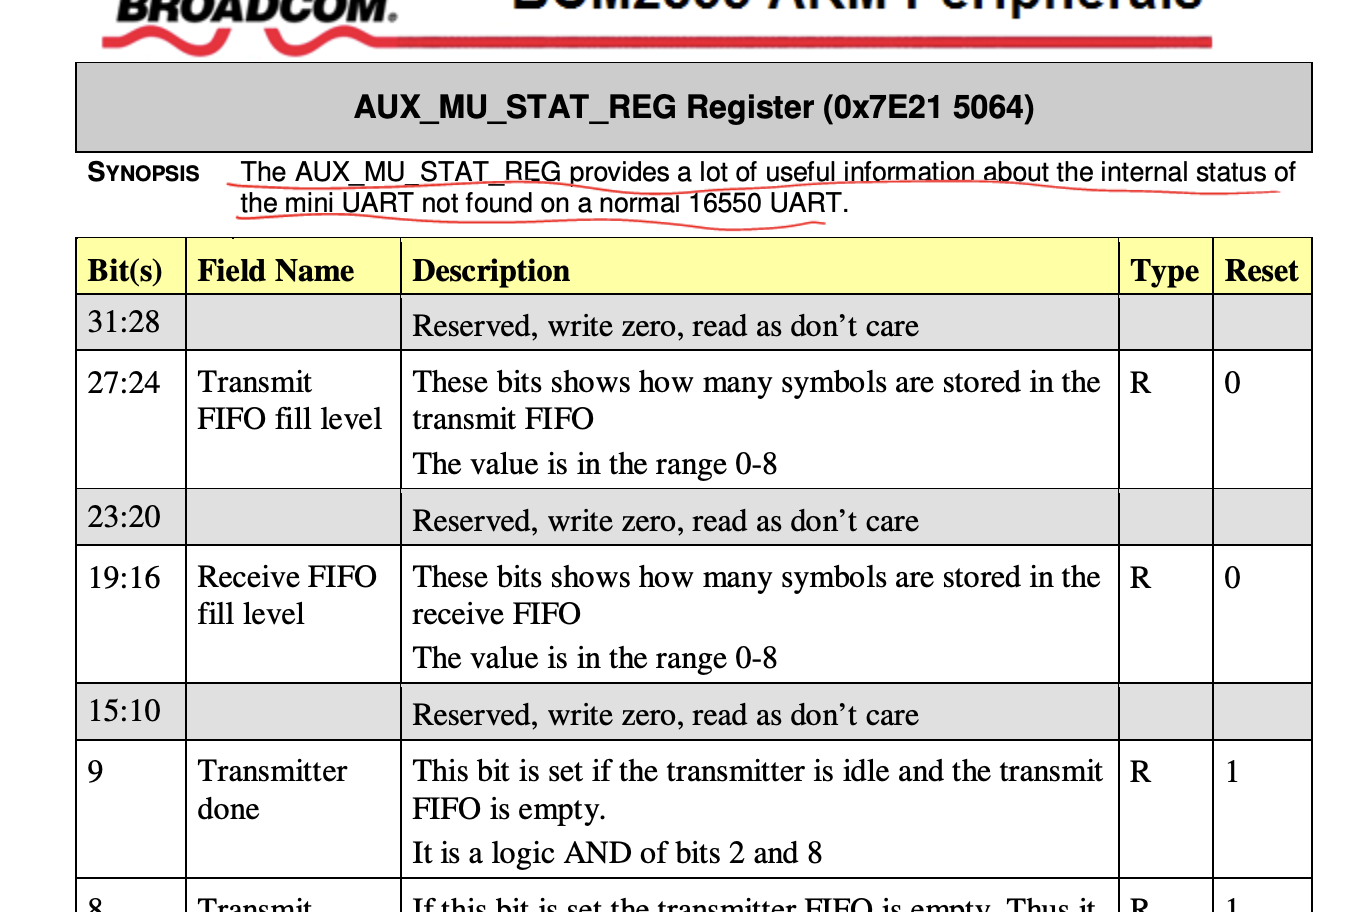 BROADCOM.
BCM2835 ARM Peripherals
AUX_MU_STAT_REG Register (0x7E21 5064)
SYNOPSIS The AUX_MU_STAT_REG provides a lot of useful information about the internal status of
the mini UART not found on a normal 16550 UART.
Bit(s) Field Name Description Type Reset
31:28 Reserved, write zero, read as don't care
27:24 Transmit These bits shows how many symbols are stored in the R 0
FIFO fill level transmit FIFO
The value is in the range 0-8
23:20 Reserved, write zero, read as don't care
19:16 Receive FIFO These bits shows how many symbols are stored in the R 0
fill level receive FIFO
The value is in the range 0-8
15:10 Reserved, write zero, read as don't care
9 Transmitter This bit is set if the transmitter is idle and the transmit R 1
done FIFO is empty.
It is a logic AND of bits 2 and 8
8 Transmit If this bit is set the transmitter FIFO is empty. Thus it R 1